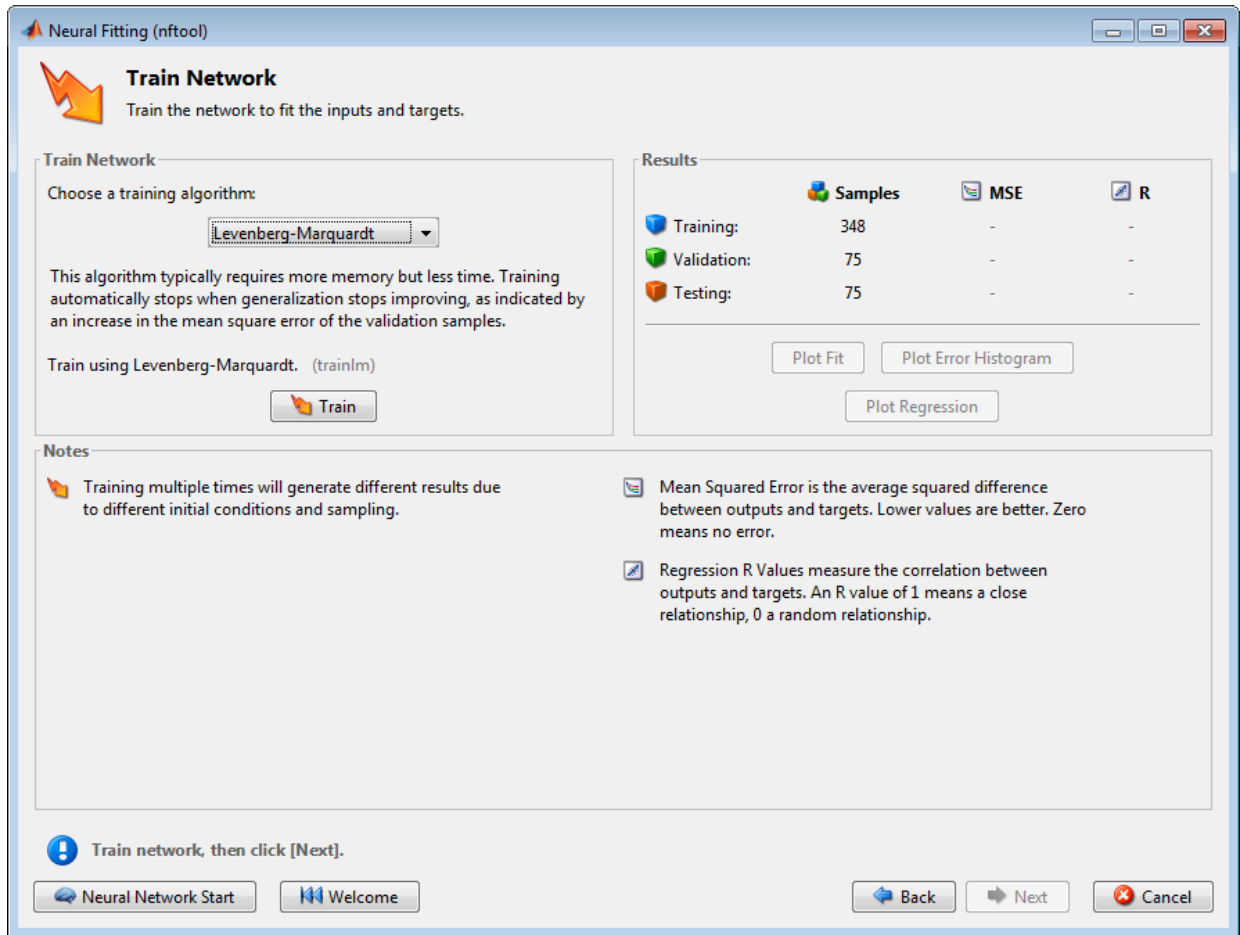 Neural Fitting (nftool)
Train Network
Train the network to fit the inputs and targets.
Train Network
Choose a training algorithm:
Levenberg-Marquardt
This algorithm typically requires more memory but less time. Training
automatically stops when generalization stops improving, as indicated by
an increase in the mean square error of the validation samples.
Train using Levenberg-Marquardt. (trainlm)
Train
Results
Samples MSE R
Training: 348 - -
Validation: 75 - -
Testing: 75 - -
Plot Fit Plot Error Histogram
Plot Regression
Notes
Training multiple times will generate different results due
to different initial conditions and sampling.
Mean Squared Error is the average squared difference
between outputs and targets. Lower values are better. Zero
means no error.
Regression R Values measure the correlation between
outputs and targets. An R value of 1 means a close
relationship, 0 a random relationship.
Train network, then click [Next].
Neural Network Start Welcome Back Next Cancel